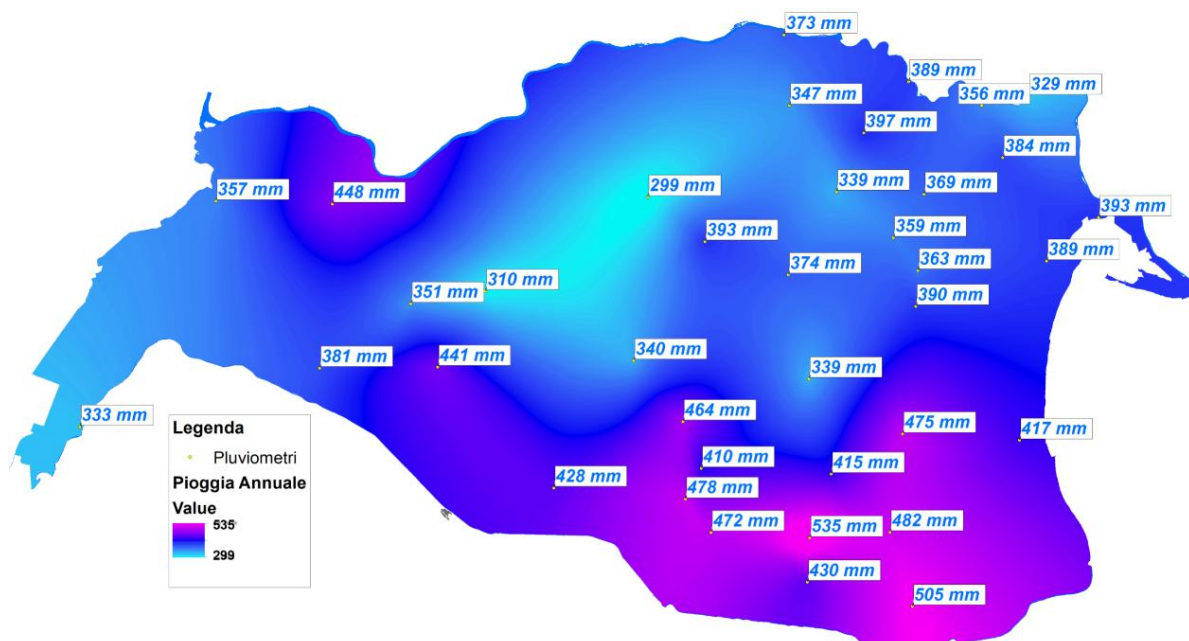 373 mm
389 mm
329 mm
356 mm
347 mm
397 mm
384 mm
357 mm
448 mm
299 mm
339 mm
369 mm
393 mm
393 mm
359 mm
389 mm
374 mm
363 mm
310 mm
351 mm
390 mm
381 mm
441 mm
340 mm
339 mm
333 mm
464 mm
475 mm
417 mm
410 mm
415 mm
428 mm
478 mm
472 mm
535 mm
482 mm
430 mm
505 mm
Legenda
Pluviometri
Pioggia Annuale
Value
535
299